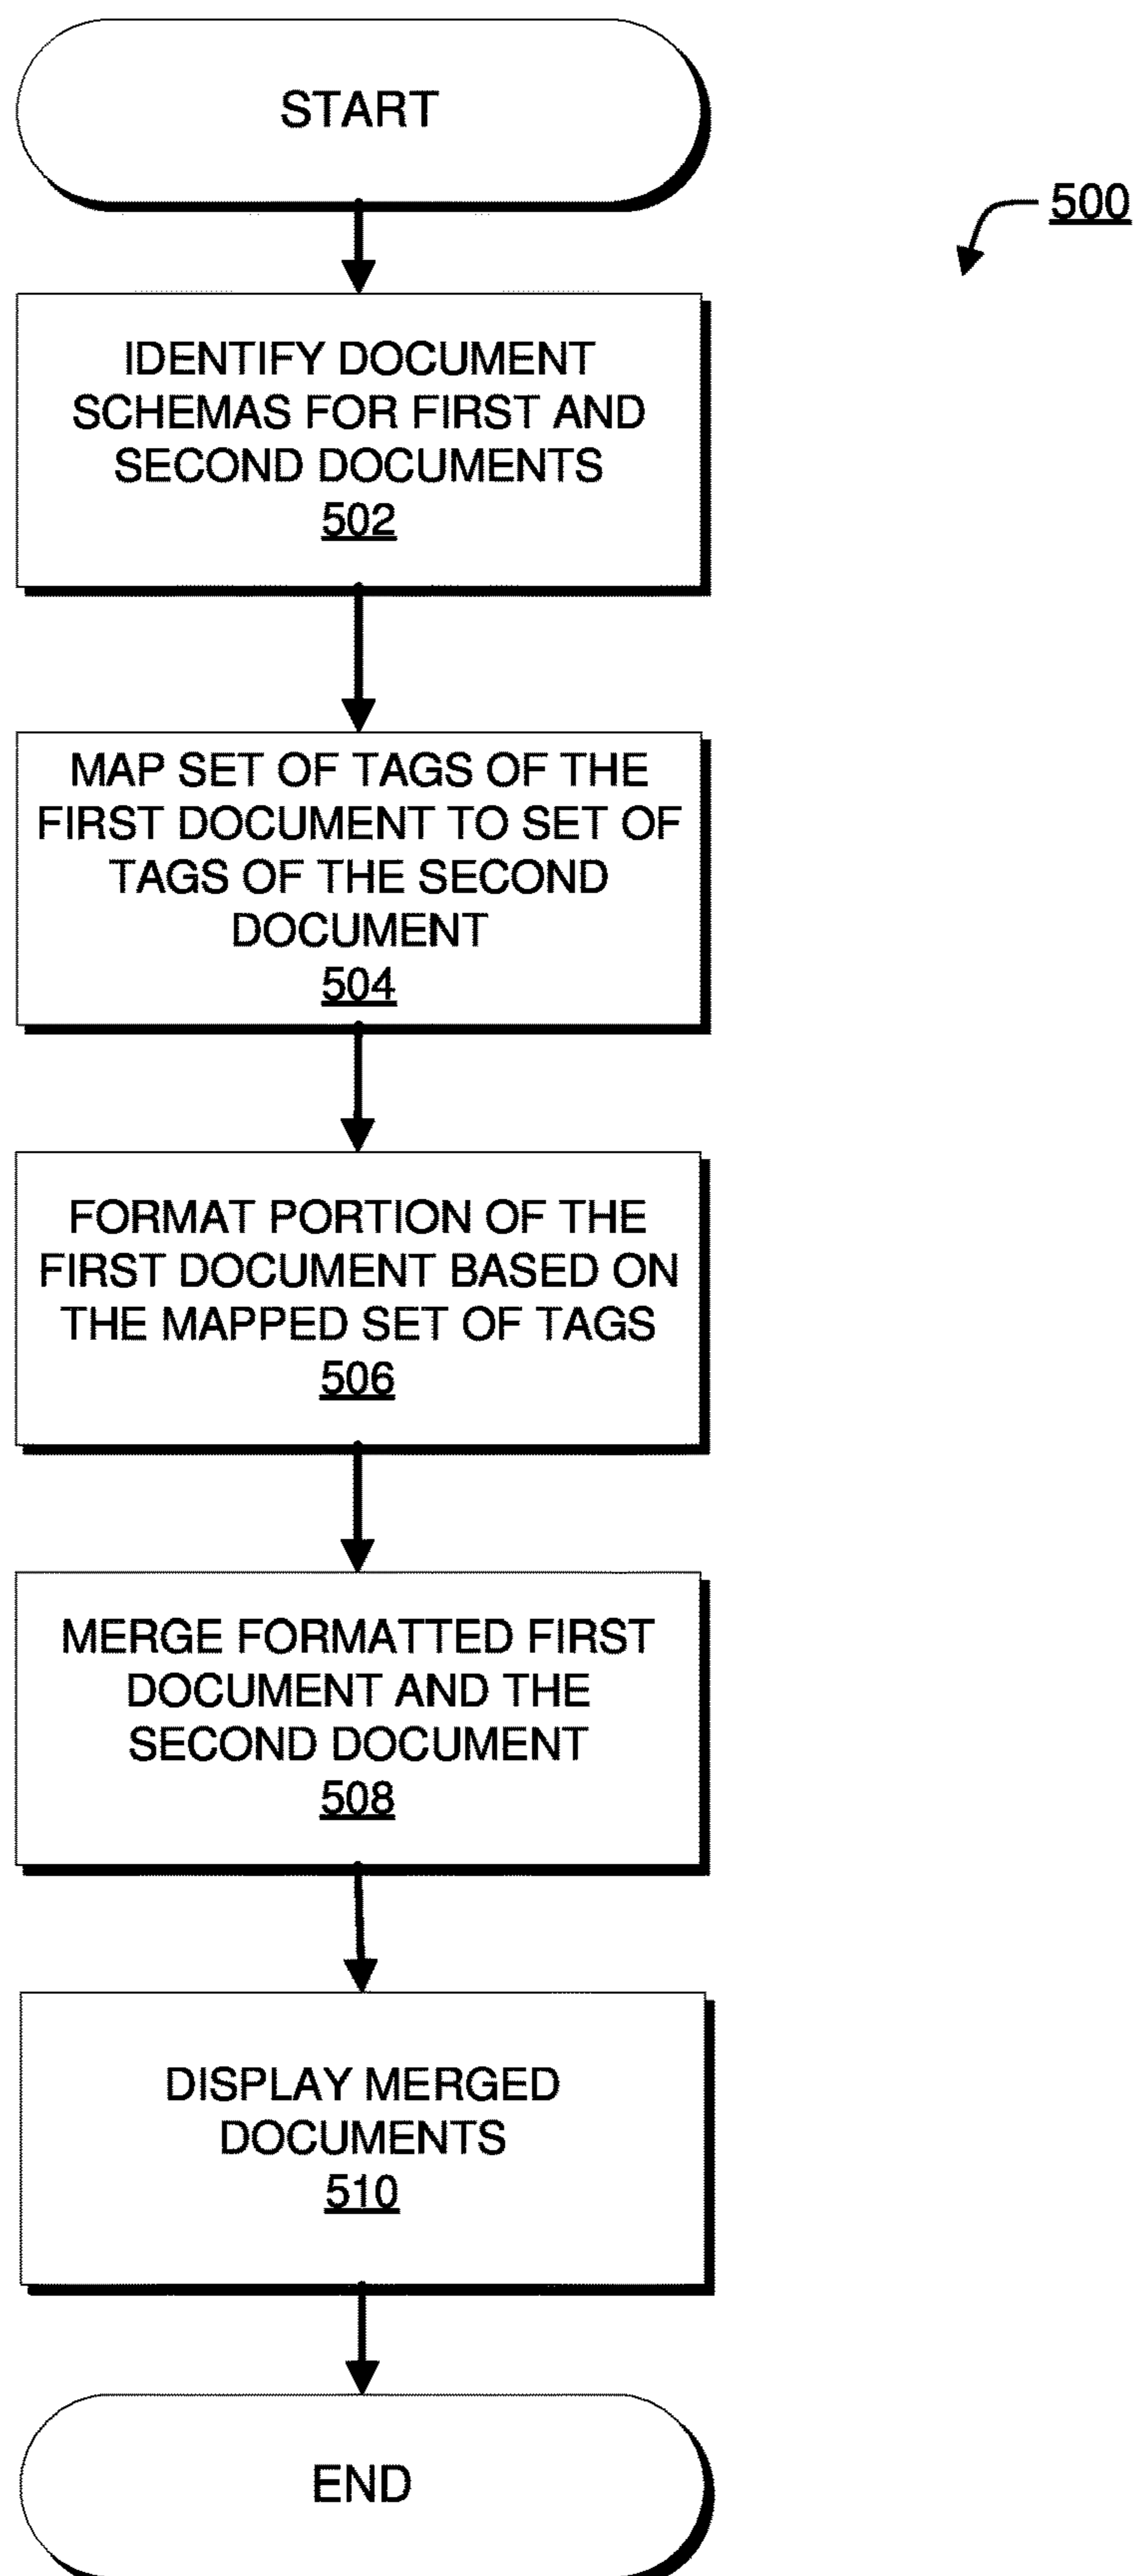 START
500
IDENTIFY DOCUMENT
SCHEMAS FOR FIRST AND
SECOND DOCUMENTS
502
MAP SET OF TAGS OF THE
FIRST DOCUMENT TO SET OF
TAGS OF THE SECOND
DOCUMENT
504
FORMAT PORTION OF THE
FIRST DOCUMENT BASED ON
THE MAPPED SET OF TAGS
506
MERGE FORMATTED FIRST
DOCUMENT AND THE
SECOND DOCUMENT
508
DISPLAY MERGED
DOCUMENTS
510
END